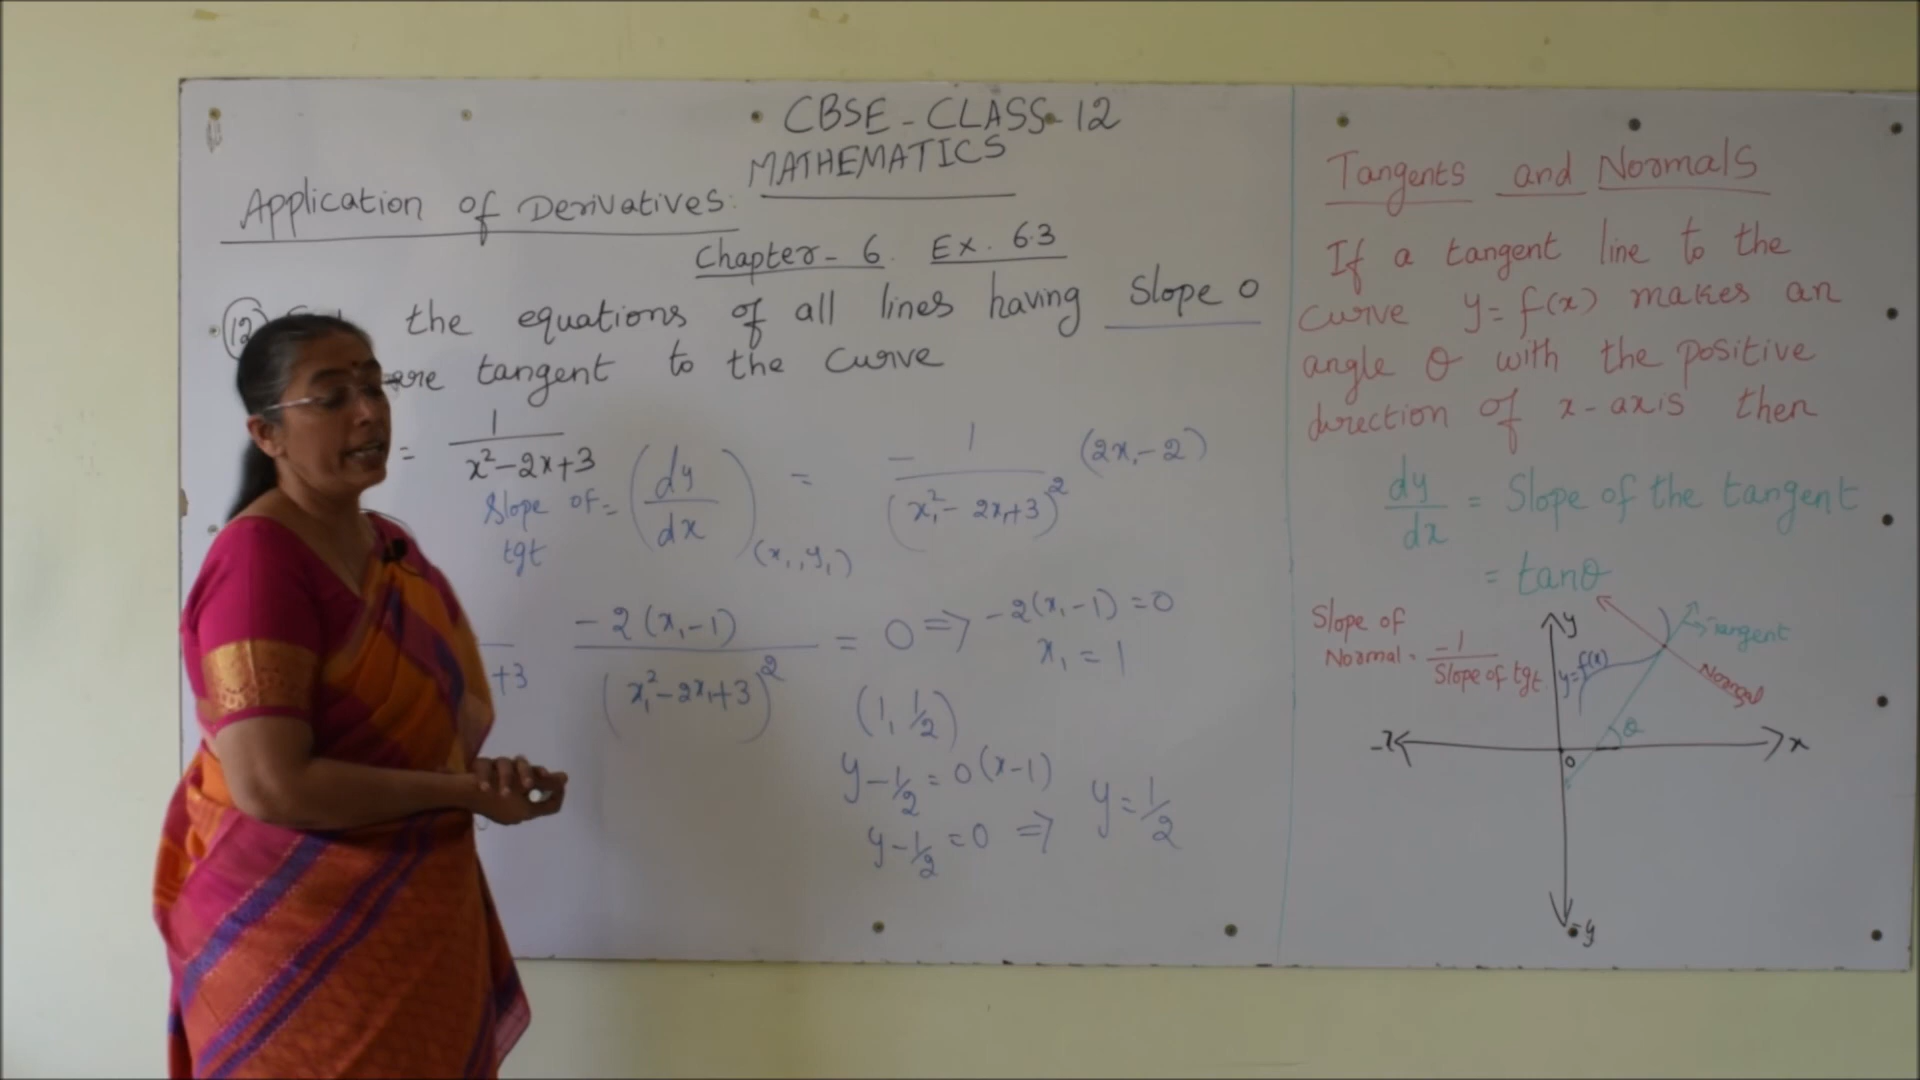 CBSE - CLASS - 12
MATHEMATICS
Application of Derivatives:
Chapter - 6. Ex. 6.3
(12) the equations of all lines having Slope 0
are tangent to the curve
= 1/(x²-2x+3)
Slope of tgt = (dy/dx)(x₁,y₁) = - 1/(x₁²-2x₁+3)² (2x₁-2)
+3
-2(x₁-1)/(x₁²-2x₁+3)² = 0 ⇒ -2(x₁-1) = 0
x₁ = 1
(1, 1/2)
y - 1/2 = 0(x-1)
y - 1/2 = 0 ⇒ y = 1/2
Tangents and Normals
If a tangent line to the
curve y = f(x) makes an
angle θ with the positive
direction of x-axis then
dy/dx = Slope of the tangent
= tanθ
Slope of
Normal = -1/Slope of tgt
y
Tangent
y=f(x)
Normal
θ
x
0
-y